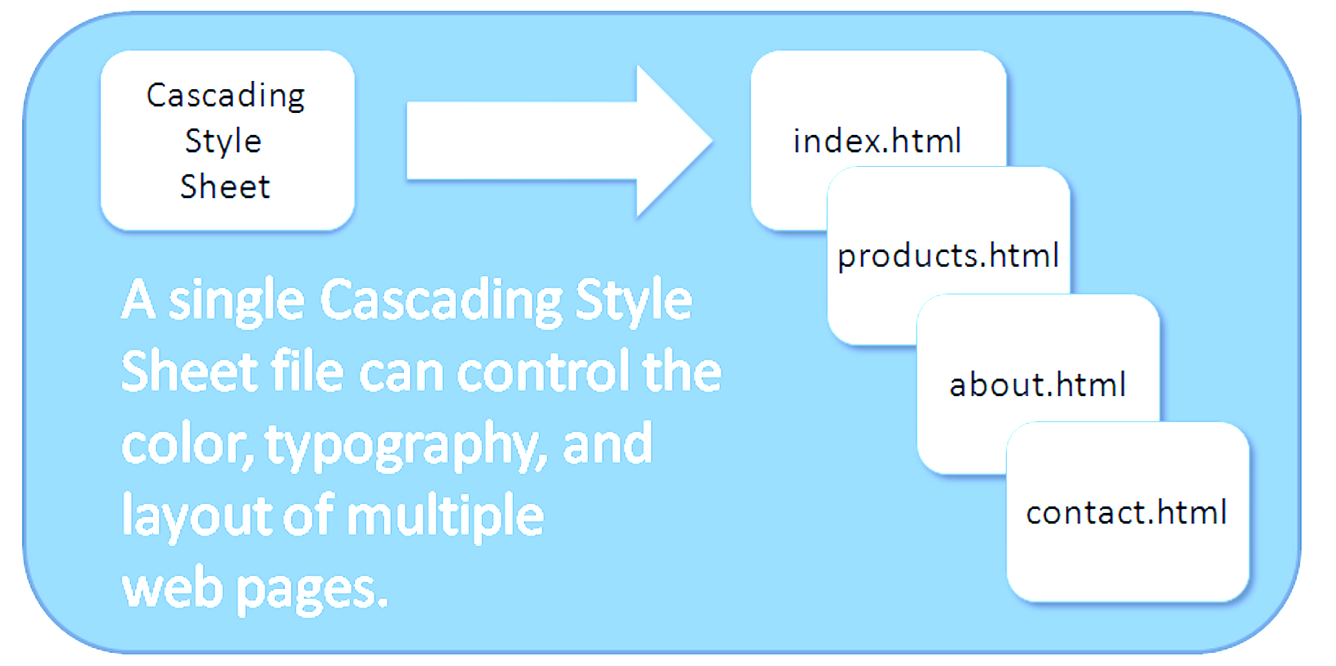 Cascading
Style
Sheet
index.html
products.html
about.html
contact.html
A single Cascading Style
Sheet file can control the
color, typography, and
layout of multiple
web pages.